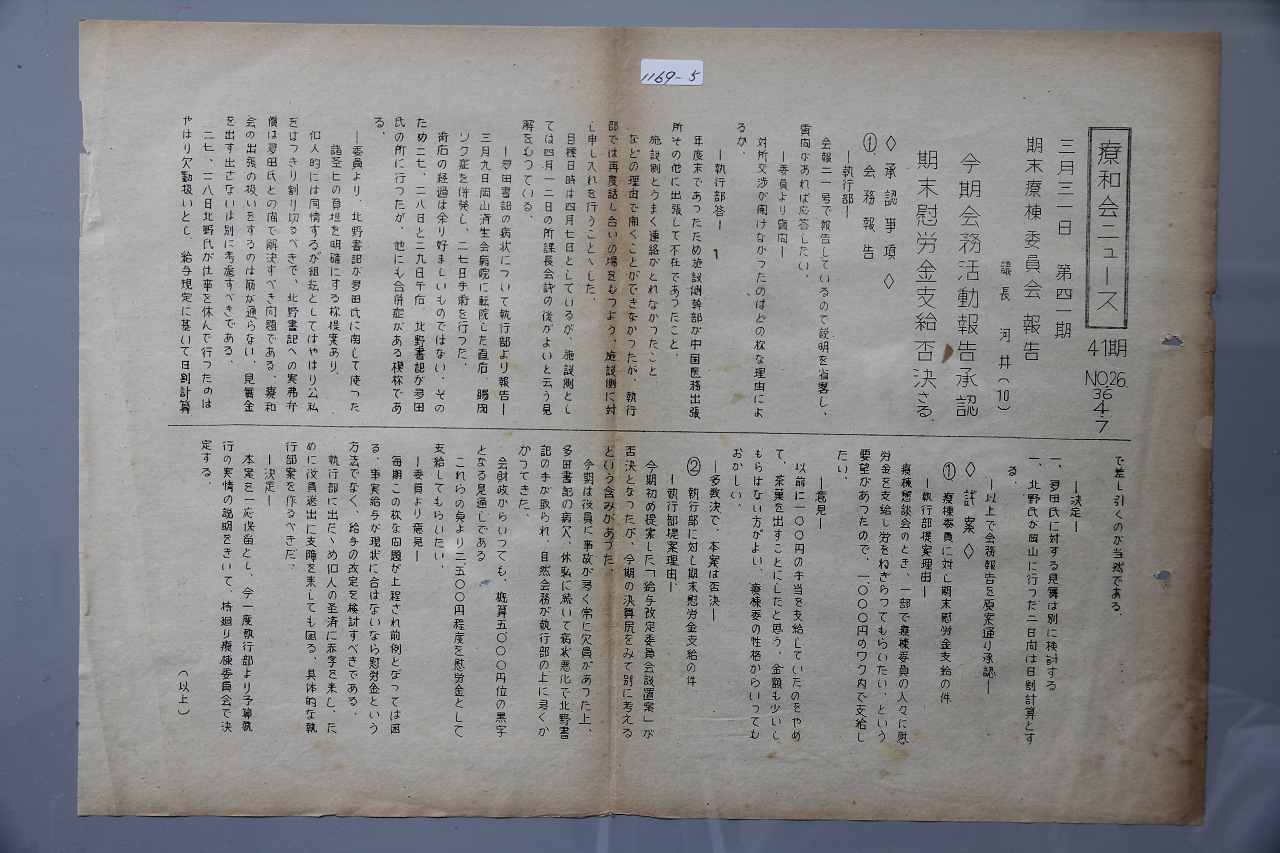 1169-5
療和会ニュース
41期
NO.26.
36
4.7
三月三一日 第四一期
期末療棟委員会報告
議長 河井(10)
今期会務活動報告承認
期末慰労金支給否決さる、
◇承認事項◇
①、会務報告
―執行部―
会報二一号で報告しているので説明を省畧し、
質問があれば応答したい、
―委員より質問―
対所交渉が開けなかったのはどの様な理由によ
るか、
―執行部答―
年度末であったため施設側幹部が中国医務出張
所その他に出張して不在であったこと、
施設側とうまく連絡がとれなかったこと
などの理由で開くことができなかったが、執行
部では再度話し合いの場をもつよう、施設側に対
し申し入れを行うことゝした、
目標日時は四月七日としているが、施設側とし
ては四月一二日の所課長会議の後がよいと云う見
解をもっている、
―多田書記の病状について執行部より報告―
三月九日岡山済生会病院に転院した直后、腸閉
ソク症を併発し、二七日手術を行った、
術后の経過は余り好ましいものではない、その
ため二七、二八日と二九日午后、北野書記が多田
氏の所に行ったが、他にも合併症がある模様であ
る、
―委員より、北野書記が多田氏に関して使った
諸経ヒの負担を明確にする様提案あり、
個人的には同情するが組織としてはやはり公私
をはっきり割り切るべきで、北野書記への実弗弁
償は多田氏との間で解決すべき問題である、療和
会の出張の扱いをするのは筋が通らない、見舞金
を出す出さないは別に考慮すべきである、
二七、二八日北野氏が仕事を休んで行ったのは
やはり欠勤扱いとし、給与規定に基いて日割計算
で差し引くのが当然である、
―決定―
一、多田氏に対する見舞は別に検討する
一、北野氏が岡山に行った二日間は日割計算とす
る、
―以上で会務報告を原案通り承認―
◇試案◇
①療棟委員に対し期末慰労金支給の件
―執行部提案理由―
療棟懇談会のとき、一部で療棟委員の人々に慰
労金を支給し労をねぎらってもらいたい、という
要望があったので、一〇〇〇円のワク内で支給し
たい、
―意見―
以前に一〇〇円の手当を支給していたのをやめ
て、茶菓を出すことにしたと思う、金額も少いし
もらはない方がよい、療棟委の性格からいっても
おかしい、
―多数決で、本案は否決―
②執行部に対し期末慰労金支給の件
―執行部提案理由、
今期初め提案した「給与改定委員会設置案」が
否決となったが、今期の決算尻をみて別に考える
という含みがあった、
今期は役員に事故が多く常に欠員があった上、
多田書記の病欠、休転に続いて病状悪化で北野書
記の手が取られ、自然会務が執行部の上に多くか
かってきた、
会財政からいっても、概算五〇〇〇円位の黒字
となる見通しである
これらの点より二五〇〇円程度を慰労金として
支給してもらいたい、
―委員より意見―
毎期この様な問題が上程され前例となっては困
る、事実給与が現状に合はないなら慰労金という
方法でなく、給与の改定を検討すべきである、
執行部に出たゝめ個人の経済に赤字を来し、た
めに役員選出に支障を来しても困る、具体的な執
行部案を作るべきだ、
―決定―
本案を一応保留とし、今一度執行部より予算執
行の実情の説明をきいて、持廻り療棟委員会で決
定する、
(以上)